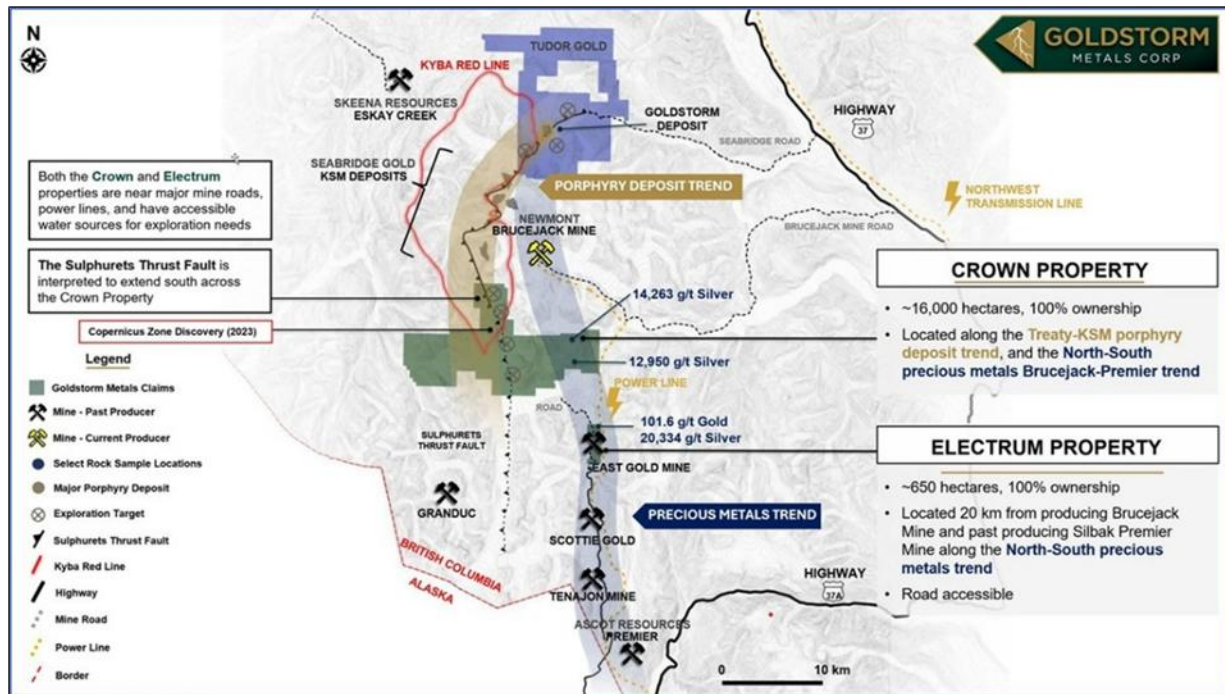 N
GOLDSTORM
METALS CORP
TUDOR GOLD
KYBA RED LINE
SKEENA RESOURCES
ESKAY CREEK
GOLDSTORM
DEPOSIT
HIGHWAY
37
SEABRIDGE ROAD
SEABRIDGE GOLD
KSM DEPOSITS
Both the Crown and Electrum
properties are near major mine roads,
power lines, and have accessible
water sources for exploration needs
PORPHYRY DEPOSIT TREND
NORTHWEST
TRANSMISSION LINE
NEWMONT
BRUCEJACK MINE
BRUCEJACK MINE ROAD
The Sulphurets Thrust Fault is
interpreted to extend south across
the Crown Property
14,263 g/t Silver
Copernicus Zone Discovery (2023)
12,950 g/t Silver
POWER LINE
ROAD
101.6 g/t Gold
20,334 g/t Silver
SULPHURETS
THRUST FAULT
EAST GOLD MINE
GRANDUC
PRECIOUS METALS TREND
SCOTTIE GOLD
BRITISH COLUMBIA
ALASKA
TENAJON MINE
HIGHWAY
37A
ASCOT RESOURCES
PREMIER
0 10 km
CROWN PROPERTY
• ~16,000 hectares, 100% ownership
• Located along the Treaty-KSM porphyry
deposit trend, and the North-South
precious metals Brucejack-Premier trend
ELECTRUM PROPERTY
• ~650 hectares, 100% ownership
• Located 20 km from producing Brucejack
Mine and past producing Silbak Premier
Mine along the North-South precious
metals trend
• Road accessible
Legend
Goldstorm Metals Claims
Mine - Past Producer
Mine - Current Producer
Select Rock Sample Locations
Major Porphyry Deposit
Exploration Target
Sulphurets Thrust Fault
Kyba Red Line
Highway
Mine Road
Power Line
Border